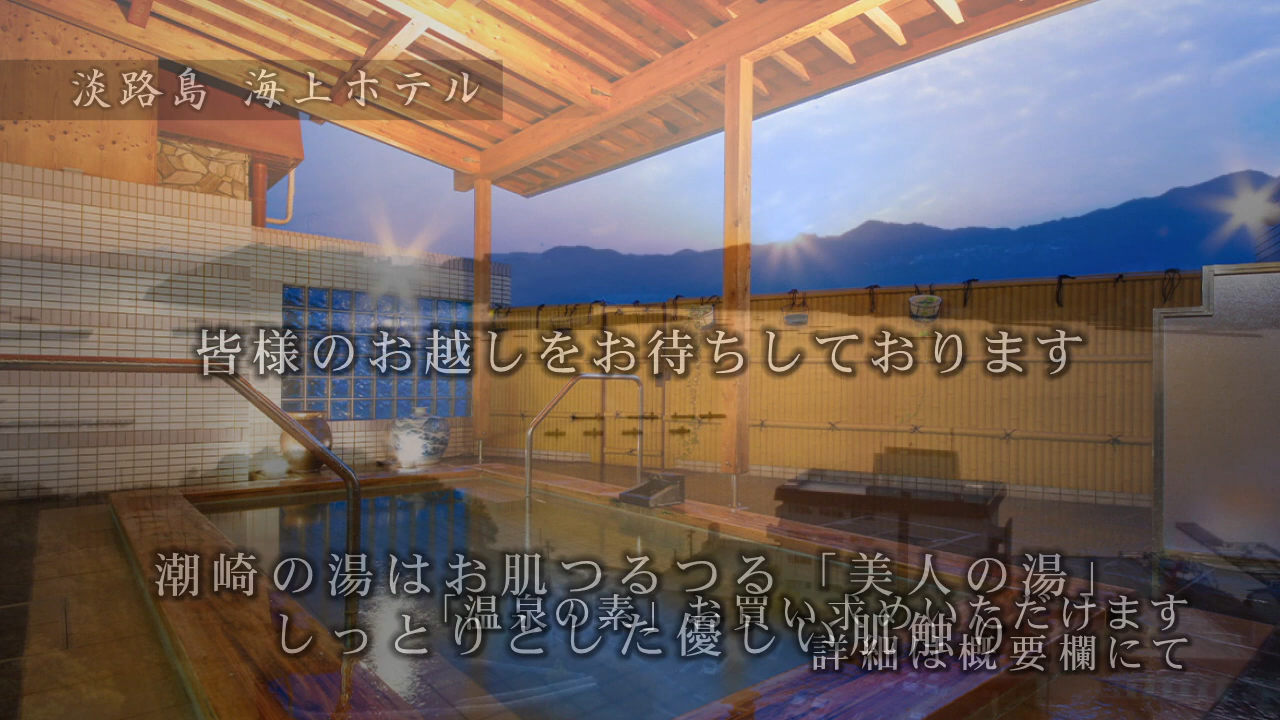 淡路島 海上ホテル
皆様のお越しをお待ちしております
潮崎の湯はお肌つるつる「美人の湯」
「温泉の素」お買い求めいただけます
しっとりとした優しい肌触り
詳細は概要欄にて